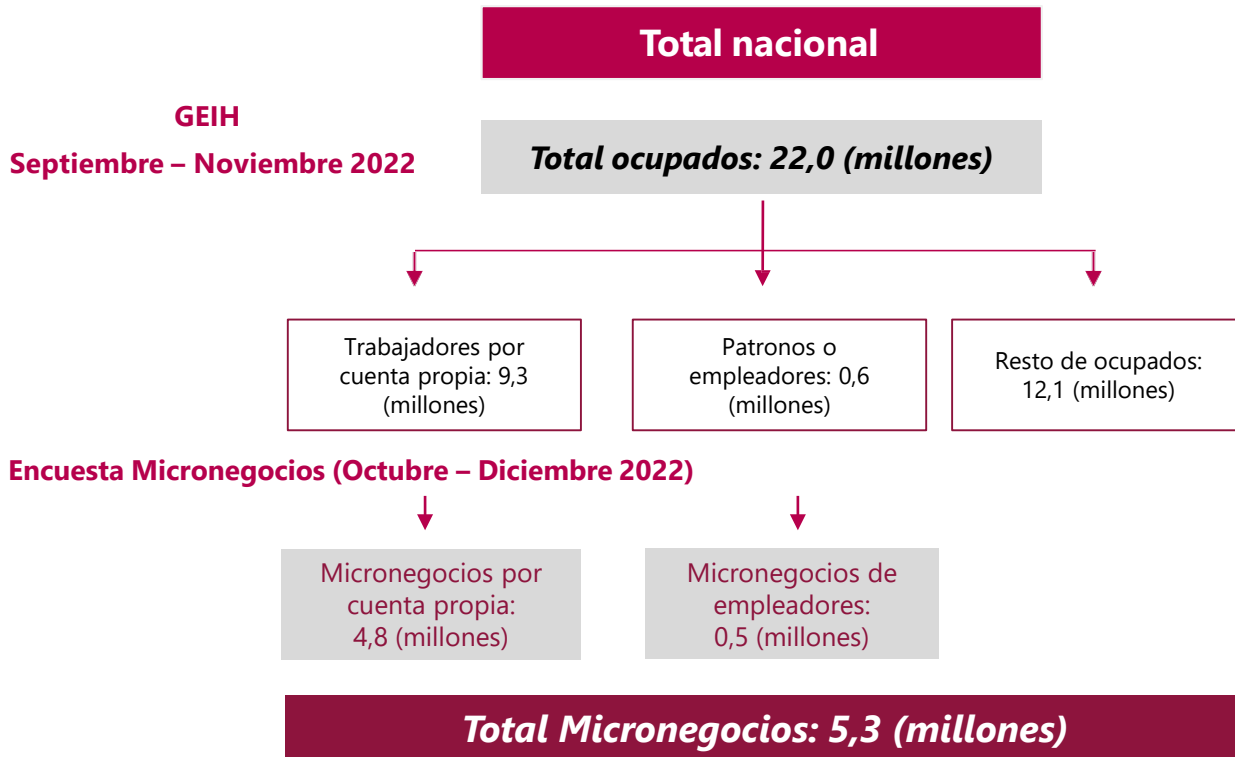 Total nacional
GEIH
Septiembre – Noviembre 2022
Total ocupados: 22,0 (millones)
Trabajadores por
cuenta propia: 9,3
(millones)
Patronos o
empleadores: 0,6
(millones)
Resto de ocupados:
12,1 (millones)
Encuesta Micronegocios (Octubre – Diciembre 2022)
Micronegocios por
cuenta propia:
4,8 (millones)
Micronegocios de
empleadores:
0,5 (millones)
Total Micronegocios: 5,3 (millones)